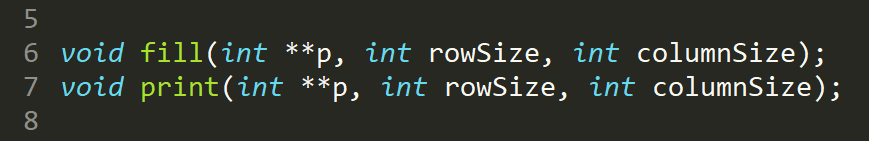 5
6 void fill(int **p, int rowSize, int columnSize);
7 void print(int **p, int rowSize, int columnSize);
8